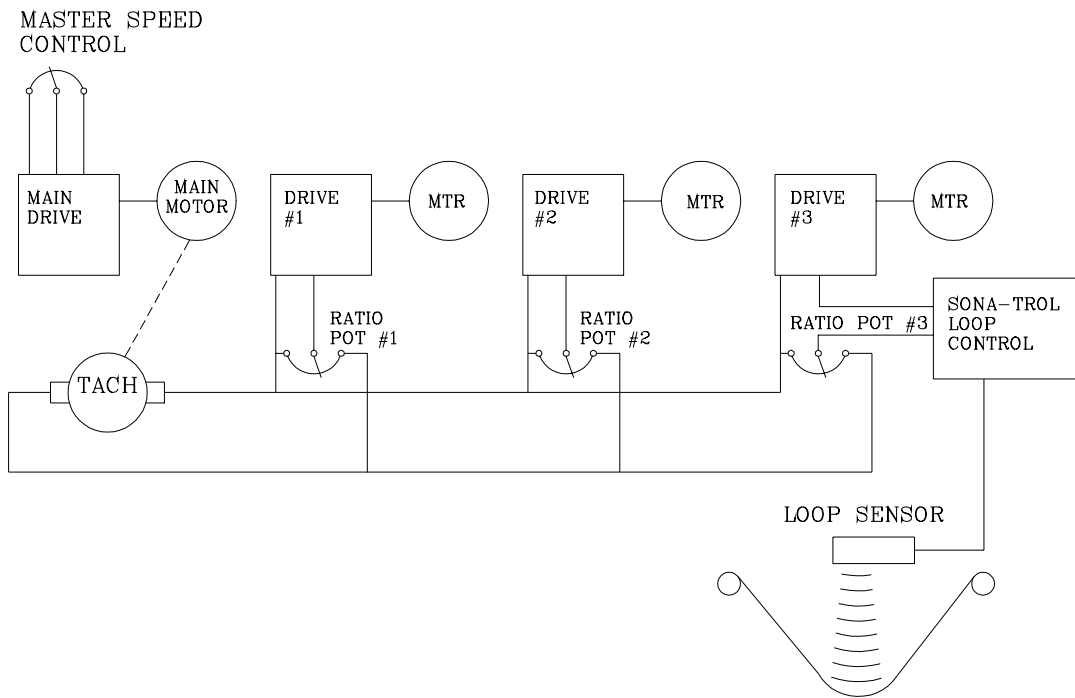 MASTER SPEED
CONTROL
MAIN
DRIVE
MAIN
MOTOR
DRIVE
#1
MTR
DRIVE
#2
MTR
DRIVE
#3
MTR
RATIO
POT #1
RATIO
POT #2
RATIO POT #3
SONA-TROL
LOOP
CONTROL
TACH
LOOP SENSOR